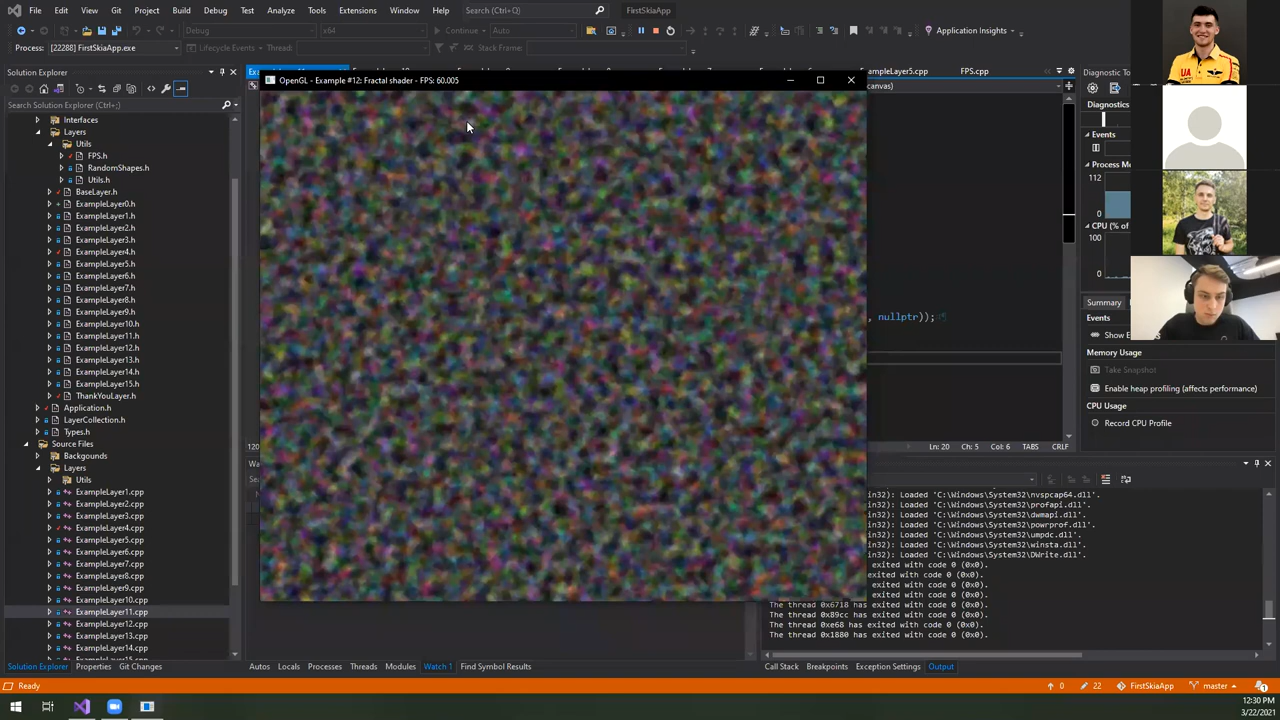 File Edit View Git Project Build Debug Test Analyze Tools Extensions Window Help Search (Ctrl+Q) FirstSkiaApp
Continue Auto Application Insights
Process: [22288] FirstSkiaApp.exe Lifecycle Events Thread: Stack Frame:
Solution Explorer
Search Solution Explorer (Ctrl+;)
Interfaces
Layers
Utils
FPS.h
RandomShapes.h
Utils.h
BaseLayer.h
ExampleLayer0.h
ExampleLayer1.h
ExampleLayer2.h
ExampleLayer3.h
ExampleLayer4.h
ExampleLayer5.h
ExampleLayer6.h
ExampleLayer7.h
ExampleLayer8.h
ExampleLayer9.h
ExampleLayer10.h
ExampleLayer11.h
ExampleLayer12.h
ExampleLayer13.h
ExampleLayer14.h
ExampleLayer15.h
ThankYouLayer.h
Application.h
LayerCollection.h
Types.h
Source Files
Backgounds
Layers
Utils
ExampleLayer1.cpp
ExampleLayer2.cpp
ExampleLayer3.cpp
ExampleLayer4.cpp
ExampleLayer5.cpp
ExampleLayer6.cpp
ExampleLayer7.cpp
ExampleLayer8.cpp
ExampleLayer9.cpp
ExampleLayer10.cpp
ExampleLayer11.cpp
ExampleLayer12.cpp
ExampleLayer13.cpp
ExampleLayer14.cpp
Solution Explorer Properties Git Changes
OpenGL - Example #12: Fractal shader - FPS: 60.005
ampleLayer5.cpp FPS.cpp
canvas)
, nullptr));
Ln: 20 Ch: 5 Col: 6 TABS CRLF
in32): Loaded 'C:\Windows\System32\nvspcap64.dll'.
in32): Loaded 'C:\Windows\System32\profapi.dll'.
in32): Loaded 'C:\Windows\System32\dwmapi.dll'.
in32): Loaded 'C:\Windows\System32\powrprof.dll'.
in32): Loaded 'C:\Windows\System32\umpdc.dll'.
in32): Loaded 'C:\Windows\System32\winsta.dll'.
in32): Loaded 'C:\Windows\System32\DWrite.dll'.
exited with code 0 (0x0).
exited with code 0 (0x0).
exited with code 0 (0x0).
exited with code 0 (0x0).
The thread 0x6718 has exited with code 0 (0x0).
The thread 0x89cc has exited with code 0 (0x0).
The thread 0xe68 has exited with code 0 (0x0).
The thread 0x1880 has exited with code 0 (0x0).
Autos Locals Processes Threads Modules Watch 1 Find Symbol Results
Call Stack Breakpoints Exception Settings Output
Diagnostic To
Diagnostics
Events
Process Me
112
0
CPU (% of
100
0
Summary
Events
Show E
Memory Usage
Take Snapshot
Enable heap profiling (affects performance)
CPU Usage
Record CPU Profile
UA
Ready 0 22 FirstSkiaApp master
12:30 PM
3/22/2021